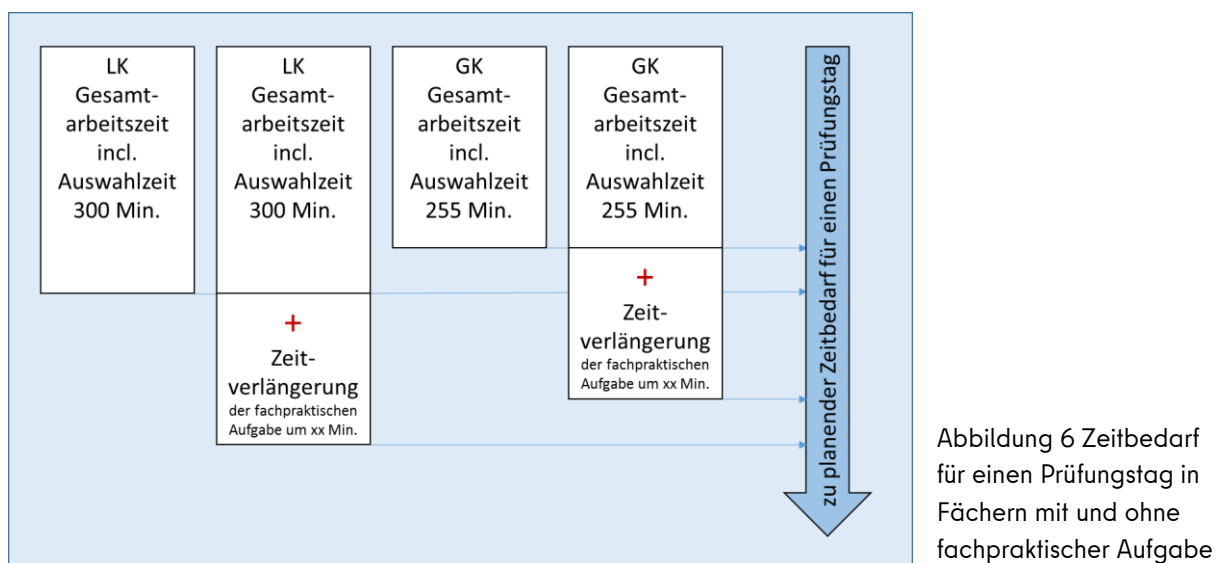 LK
Gesamt-
arbeitszeit
incl.
Auswahlzeit
300 Min.
LK
Gesamt-
arbeitszeit
incl.
Auswahlzeit
300 Min.
+
Zeit-
verlängerung
der fachpraktischen
Aufgabe um xx Min.
GK
Gesamt-
arbeitszeit
incl.
Auswahlzeit
255 Min.
GK
Gesamt-
arbeitszeit
incl.
Auswahlzeit
255 Min.
+
Zeit-
verlängerung
der fachpraktischen
Aufgabe um xx Min.
zu planender Zeitbedarf für einen Prüfungstag
Abbildung 6 Zeitbedarf
für einen Prüfungstag in
Fächern mit und ohne
fachpraktischer Aufgabe